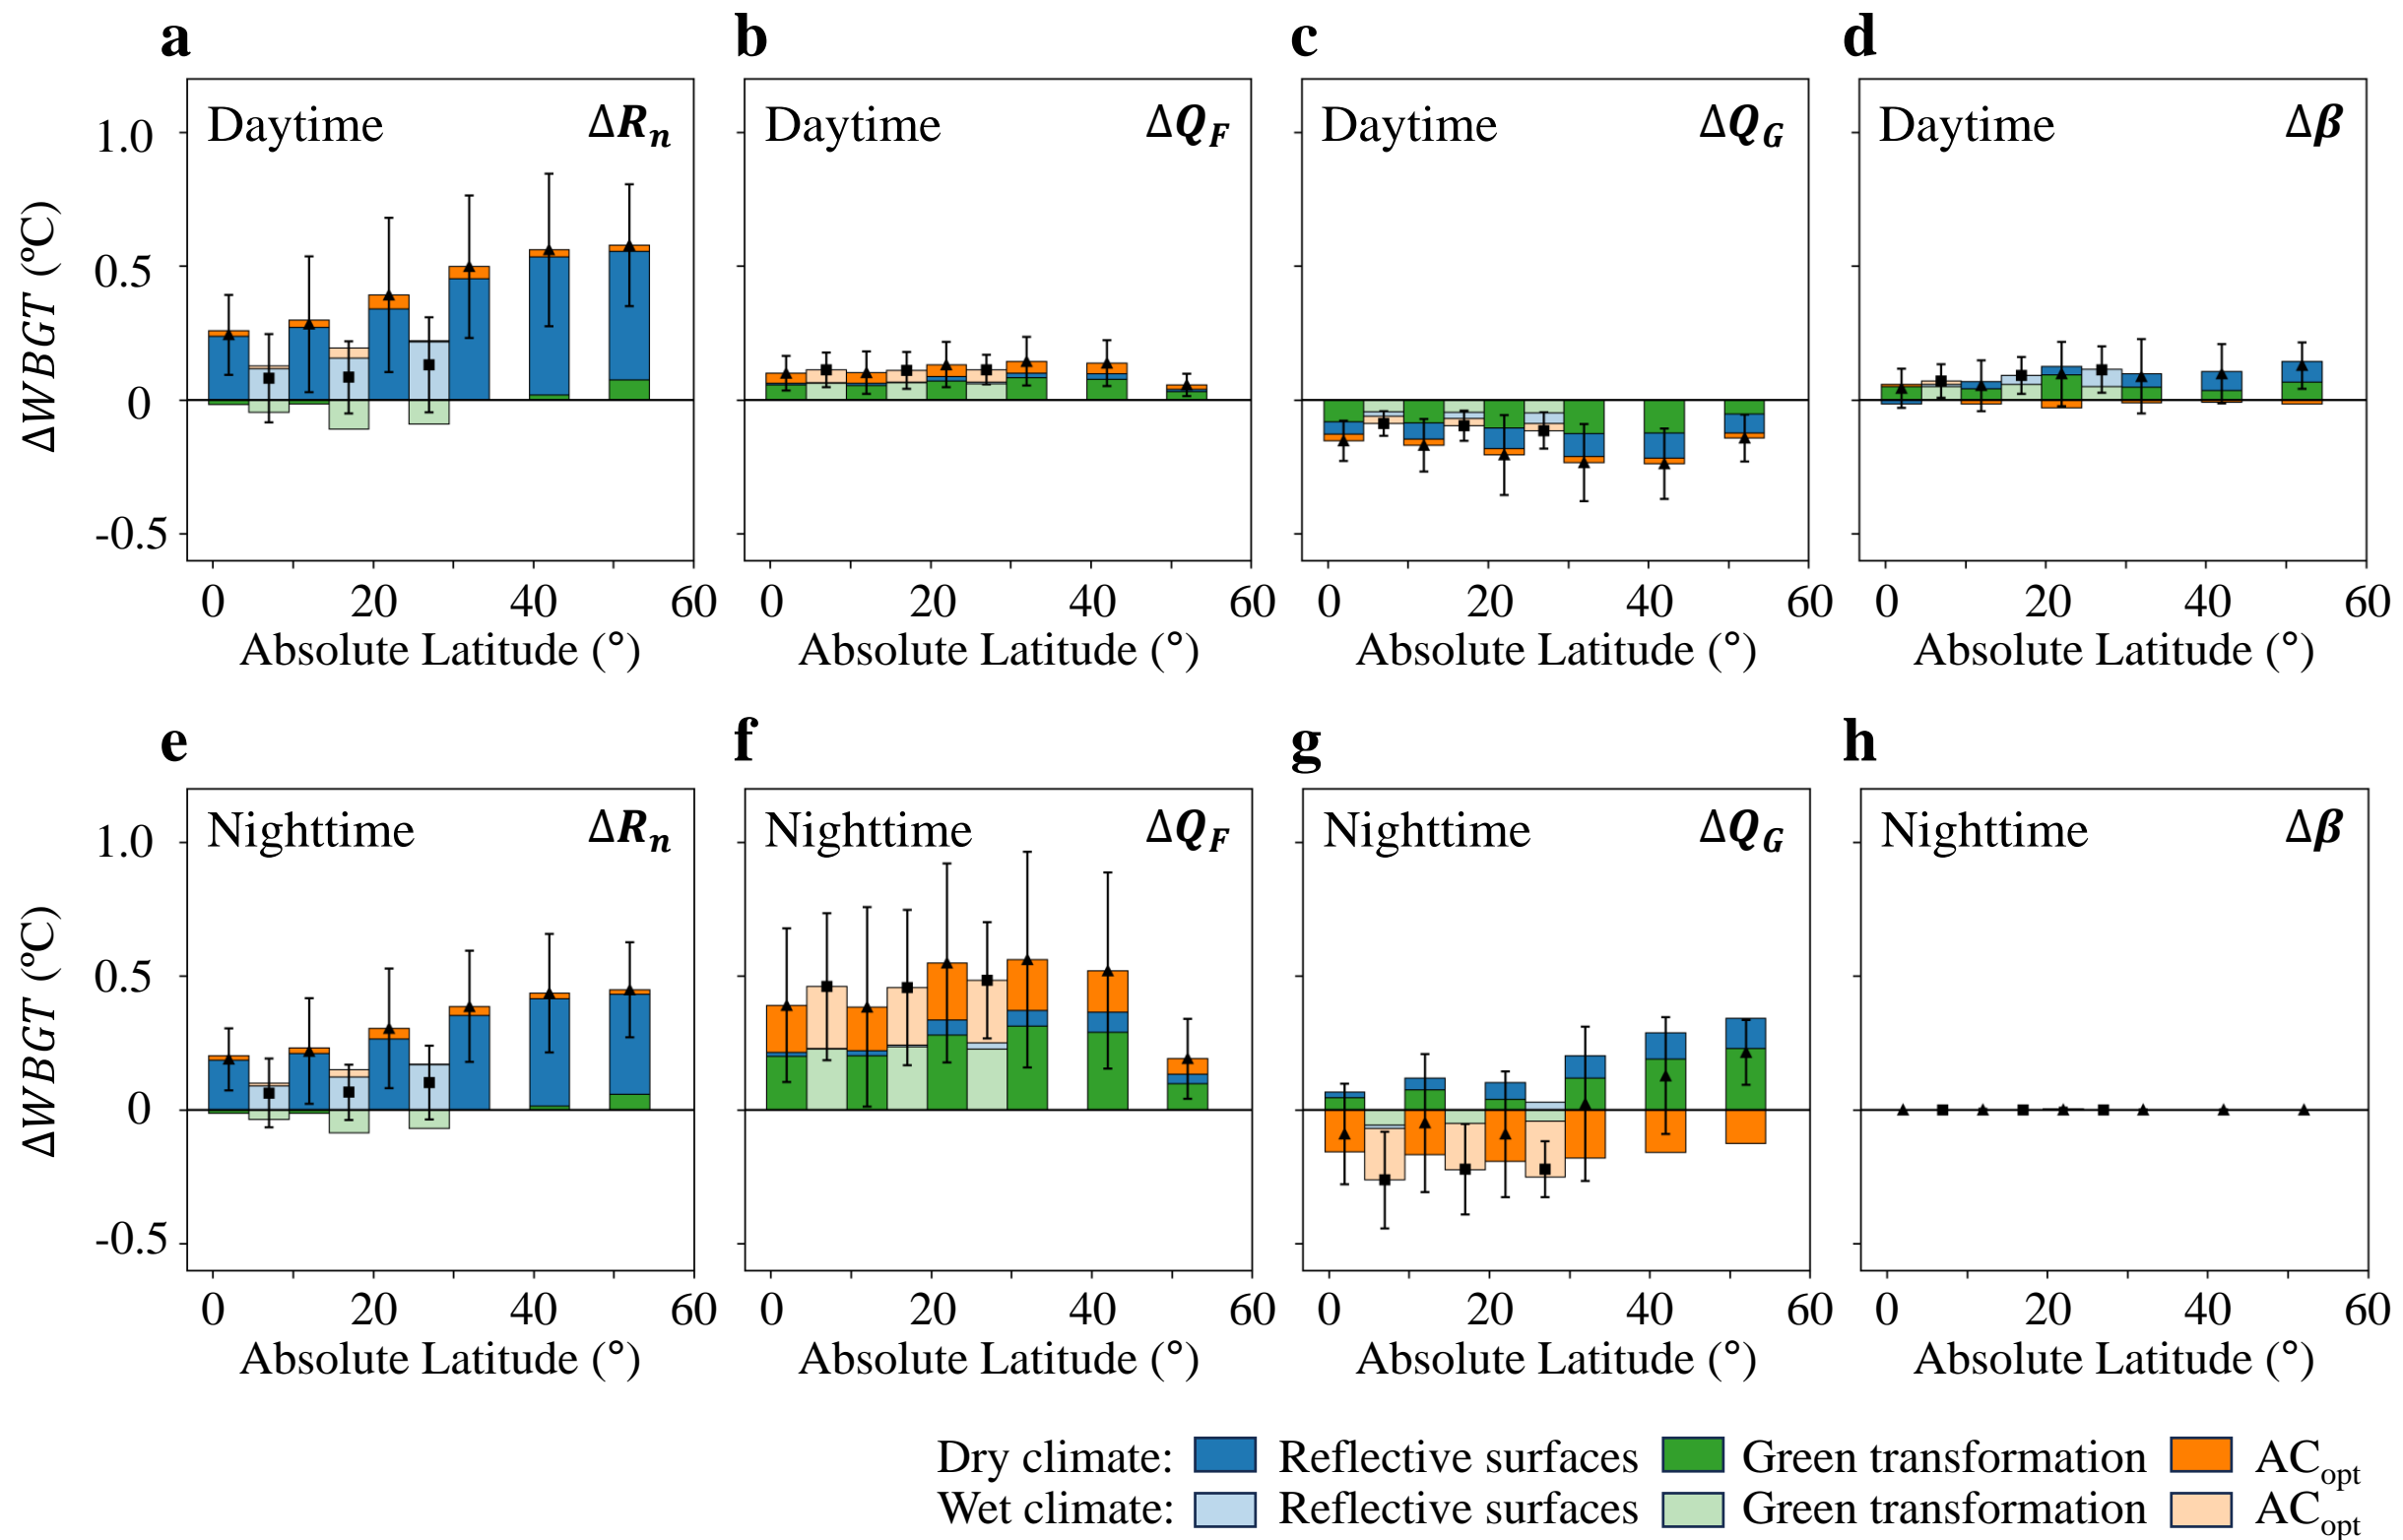 a b c d
Daytime ΔRₙ Daytime ΔQ_F Daytime ΔQ_G Daytime Δβ
ΔWBGT (°C)
1.0
0.5
0
-0.5
0 20 40 60 0 20 40 60 0 20 40 60 0 20 40 60
Absolute Latitude (°) Absolute Latitude (°) Absolute Latitude (°) Absolute Latitude (°)
e f g h
Nighttime ΔRₙ Nighttime ΔQ_F Nighttime ΔQ_G Nighttime Δβ
ΔWBGT (°C)
1.0
0.5
0
-0.5
0 20 40 60 0 20 40 60 0 20 40 60 0 20 40 60
Absolute Latitude (°) Absolute Latitude (°) Absolute Latitude (°) Absolute Latitude (°)
Dry climate: Reflective surfaces Green transformation AC_opt
Wet climate: Reflective surfaces Green transformation AC_opt